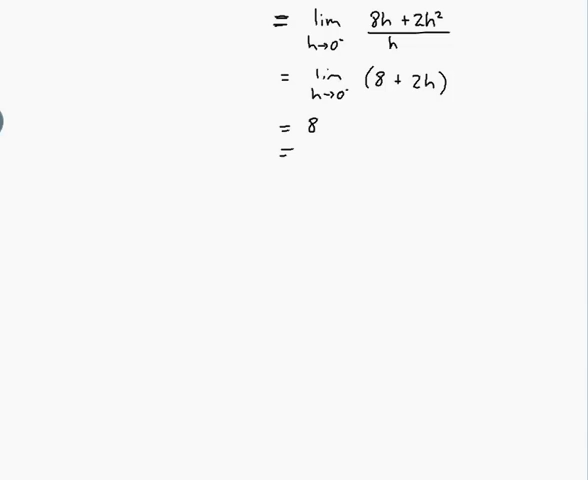 = lim h→0⁻ (8h + 2h²)/h
= lim h→0⁻ (8 + 2h)
= 8
=